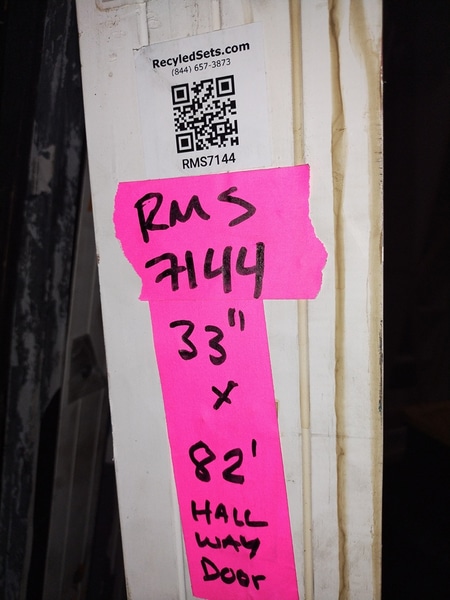 RecyledSets.com
(844) 657-3873
RMS7144
RMS
7144
33"
x
82'
HALL
WAY
Door